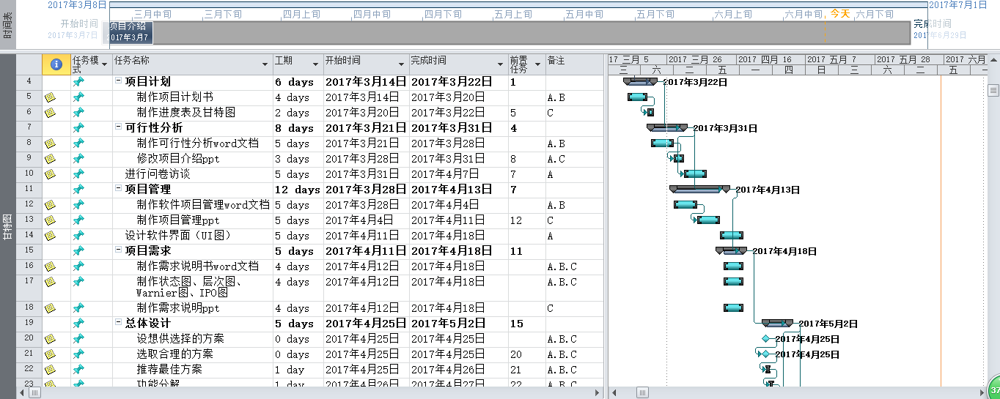 2017年3月8日 2017年7月1日
三月中旬 三月下旬 四月上旬 四月中旬 四月下旬 五月上旬 五月中旬 五月下旬 六月上旬 六月中旬 今天 六月下旬
时间表
开始时间
2017年3月7日
项目介绍
2017年3月7
完成时间
2017年6月29日
任务模式 任务名称 工期 开始时间 完成时间 前置任务 备注
17 三月 5 2017 三月 26 2017 四月 16 2017 五月 7 2017 五月 28 2017 六月
三 六 二 五 一 四 日 三 六 二 五 一
甘特图
4 项目计划 6 days 2017年3月14日 2017年3月22日 1 2017年3月22日
5 制作项目计划书 4 days 2017年3月14日 2017年3月20日 A.B
6 制作进度表及甘特图 2 days 2017年3月20日 2017年3月22日 5 C
7 可行性分析 8 days 2017年3月21日 2017年3月31日 4 2017年3月31日
8 制作可行性分析word文档 5 days 2017年3月21日 2017年3月28日 A.B
9 修改项目介绍ppt 3 days 2017年3月28日 2017年3月31日 8 A.C
10 进行问卷访谈 5 days 2017年3月31日 2017年4月7日 7 A
11 项目管理 12 days 2017年3月28日 2017年4月13日 7 2017年4月13日
12 制作软件项目管理word文档 5 days 2017年3月28日 2017年4月4日 A.B
13 制作项目管理ppt 5 days 2017年4月4日 2017年4月11日 12 C
14 设计软件界面（UI图） 5 days 2017年4月11日 2017年4月18日 A
15 项目需求 5 days 2017年4月11日 2017年4月18日 11 2017年4月18日
16 制作需求说明书word文档 4 days 2017年4月12日 2017年4月18日 A.B.C
17 制作状态图、层次图、 4 days 2017年4月12日 2017年4月18日 A.B.C
Warnier图、IPO图
18 制作需求说明ppt 4 days 2017年4月12日 2017年4月18日 C
19 总体设计 5 days 2017年4月25日 2017年5月2日 15 2017年5月2日
20 设想供选择的方案 0 days 2017年4月25日 2017年4月25日 A.B.C 2017年4月25日
21 选取合理的方案 0 days 2017年4月25日 2017年4月25日 20 A.B.C 2017年4月25日
22 推荐最佳方案 1 day 2017年4月25日 2017年4月26日 21 A.B.C
23 功能分解 1 day 2017年4月26日 2017年4月27日 22 A.B.C
37